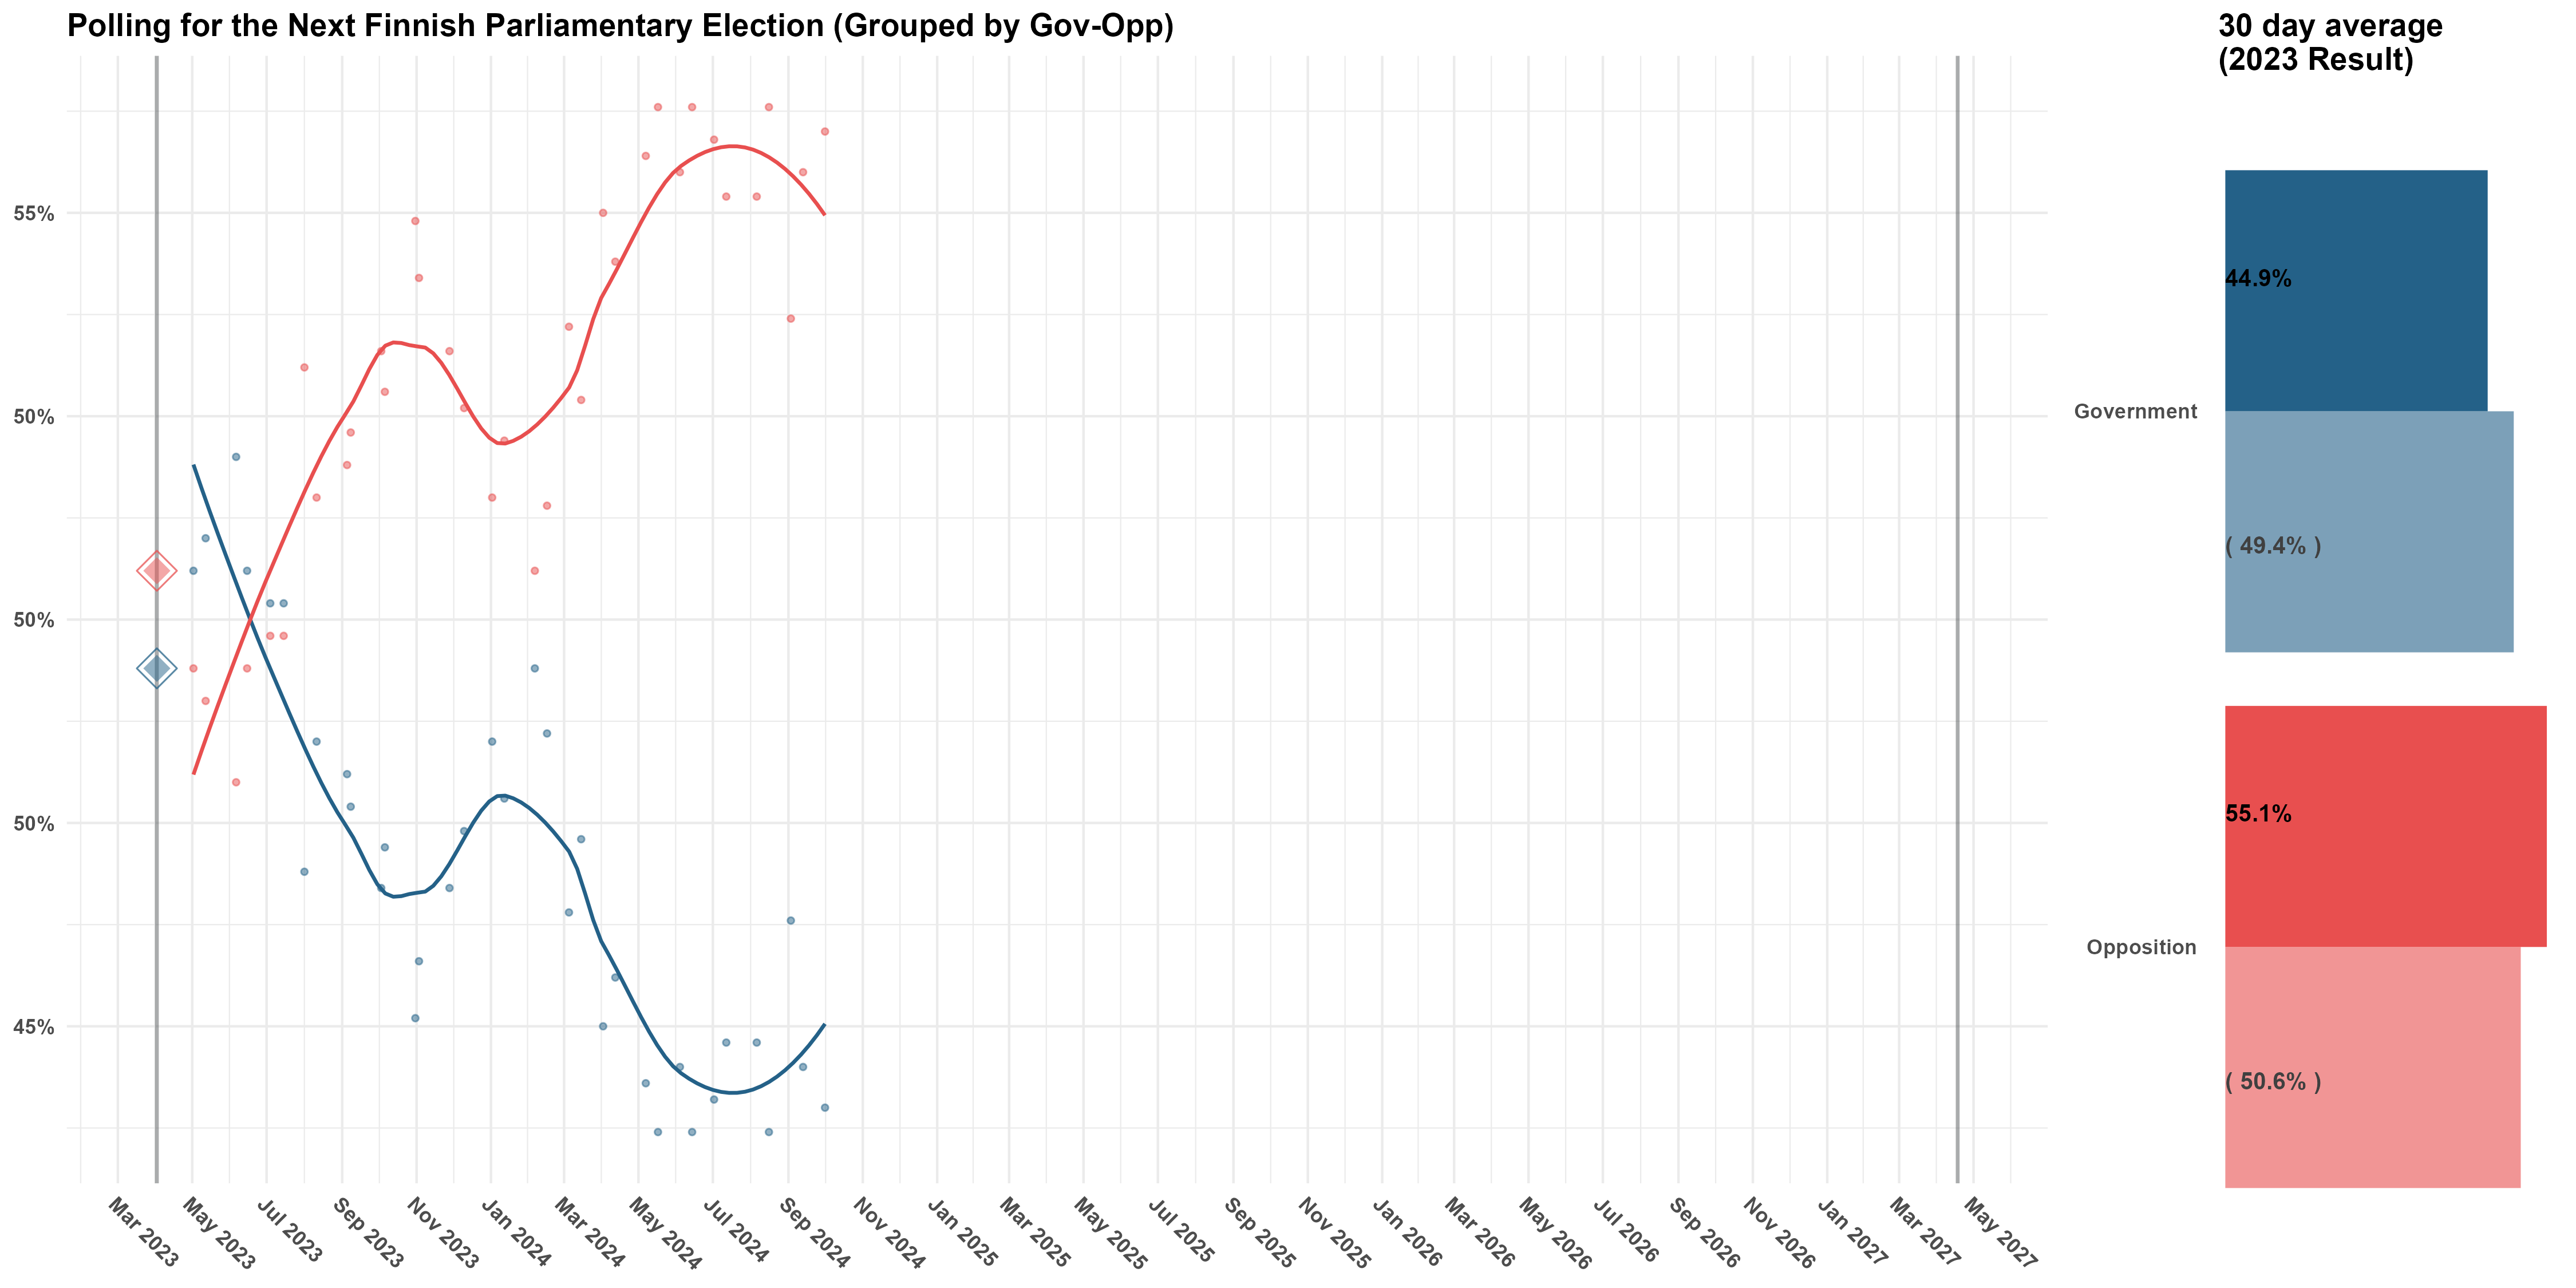 Polling for the Next Finnish Parliamentary Election (Grouped by Gov-Opp)
30 day average
(2023 Result)
55%
50%
50%
50%
45%
Mar 2023
May 2023
Jul 2023
Sep 2023
Nov 2023
Jan 2024
Mar 2024
May 2024
Jul 2024
Sep 2024
Nov 2024
Jan 2025
Mar 2025
May 2025
Jul 2025
Sep 2025
Nov 2025
Jan 2026
Mar 2026
May 2026
Jul 2026
Sep 2026
Nov 2026
Jan 2027
Mar 2027
May 2027
Government
44.9%
( 49.4% )
Opposition
55.1%
( 50.6% )